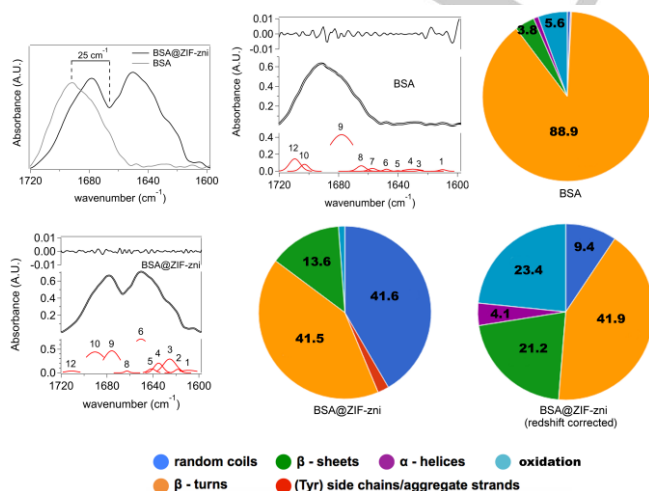 25 cm⁻¹
BSA@ZIF-zni
BSA
Absorbance (A.U.)
1720 1680 1640 1600
wavenumber (cm⁻¹)
0.01
0.00
-0.01
0.6
0.4
0.2
0.0
Absorbance (A.U.)
BSA
12 10 9 8 7 6 5 4 3 1
1720 1700 1680 1660 1640 1620 1600
wavenumber (cm⁻¹)
3.8
5.6
88.9
BSA
0.01
0.00
-0.01
BSA@ZIF-zni
0.6
0.4
0.2
0.5
0.0
Absorbance (A.U.)
12 10 9 8 6 5 4 3 2 1
1720 1680 1640 1600
wavenumber (cm⁻¹)
13.6
41.6
41.5
BSA@ZIF-zni
9.4
23.4
4.1
41.9
21.2
BSA@ZIF-zni
(redshift corrected)
random coils β - sheets α - helices oxidation
β - turns (Tyr) side chains/aggregate strands